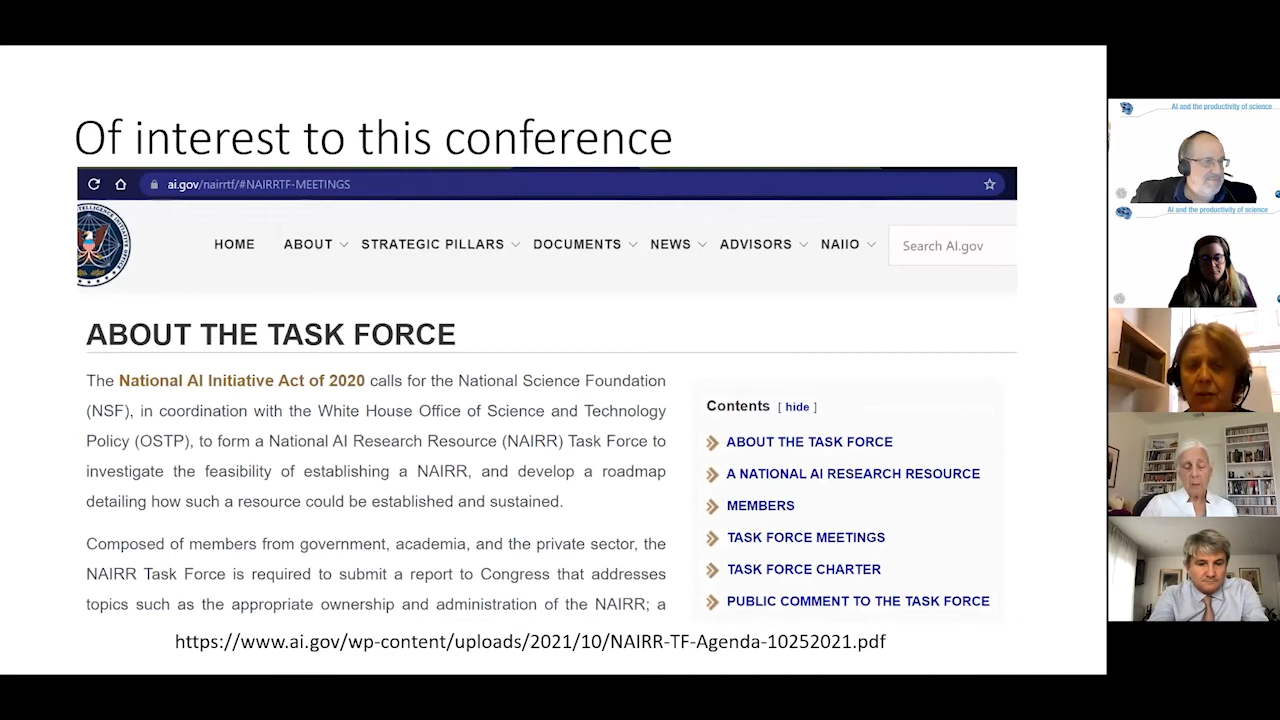 Of interest to this conference
ai.gov/nairrtf/#NAIRRTF-MEETINGS
HOME ABOUT STRATEGIC PILLARS DOCUMENTS NEWS ADVISORS NAIIO Search AI.gov
ABOUT THE TASK FORCE
The National AI Initiative Act of 2020 calls for the National Science Foundation
(NSF), in coordination with the White House Office of Science and Technology
Policy (OSTP), to form a National AI Research Resource (NAIRR) Task Force to
investigate the feasibility of establishing a NAIRR, and develop a roadmap
detailing how such a resource could be established and sustained.
Composed of members from government, academia, and the private sector, the
NAIRR Task Force is required to submit a report to Congress that addresses
topics such as the appropriate ownership and administration of the NAIRR; a
Contents [ hide ]
ABOUT THE TASK FORCE
A NATIONAL AI RESEARCH RESOURCE
MEMBERS
TASK FORCE MEETINGS
TASK FORCE CHARTER
PUBLIC COMMENT TO THE TASK FORCE
https://www.ai.gov/wp-content/uploads/2021/10/NAIRR-TF-Agenda-10252021.pdf
AI and the productivity of science
AI and the productivity of science